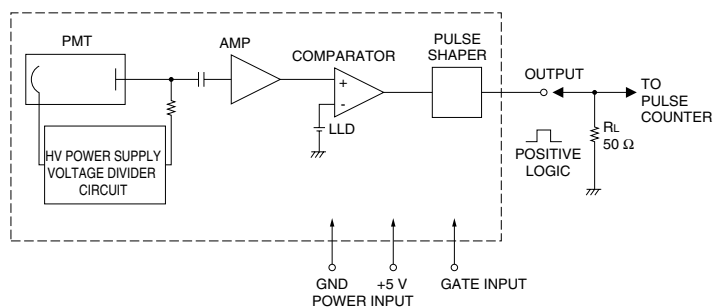 PMT
AMP
COMPARATOR
PULSE
SHAPER
OUTPUT
TO
PULSE
COUNTER
+
-
LLD
HV POWER SUPPLY
VOLTAGE DIVIDER
CIRCUIT
POSITIVE
LOGIC
RL
50 Ω
GND
+5 V
GATE INPUT
POWER INPUT